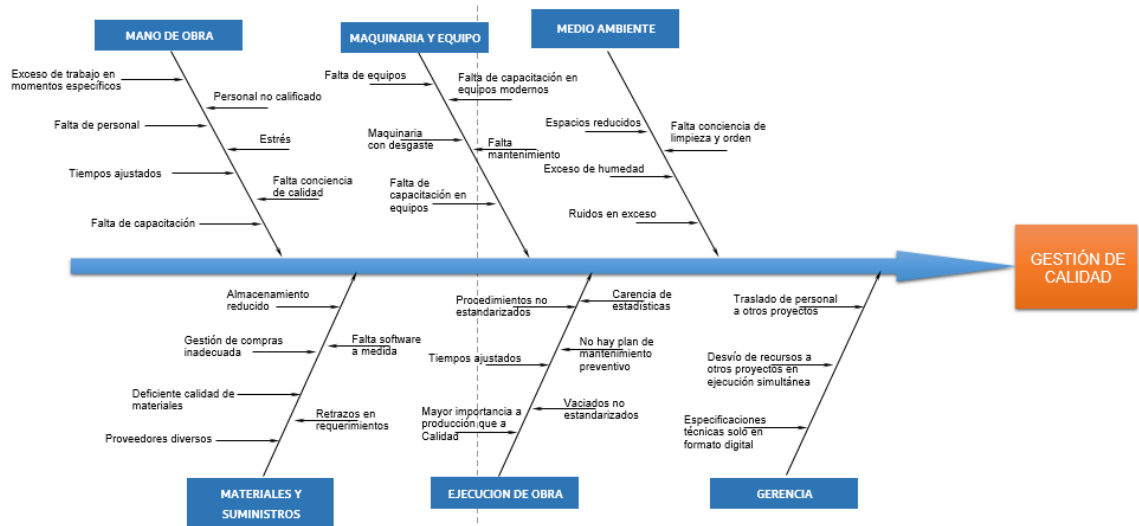 MANO DE OBRA
MAQUINARIA Y EQUIPO
MEDIO AMBIENTE
Exceso de trabajo en
momentos específicos
Personal no calificado
Falta de personal
Estrés
Tiempos ajustados
Falta conciencia
de calidad
Falta de capacitación
Falta de equipos
Falta de capacitación en
equipos modernos
Maquinaria
con desgaste
Falta
mantenimiento
Falta de
capacitación en
equipos
Espacios reducidos
Falta conciencia de
limpieza y orden
Exceso de humedad
Ruidos en exceso
GESTIÓN DE
CALIDAD
Almacenamiento
reducido
Gestión de compras
inadecuada
Falta software
a medida
Deficiente calidad de
materiales
Retrazos en
requerimientos
Proveedores diversos
Procedimientos no
estandarizados
Carencia de
estadísticas
Tiempos ajustados
No hay plan de
mantenimiento
preventivo
Mayor importancia a
producción que a
Calidad
Vaciados no
estandarizados
Traslado de personal
a otros proyectos
Desvío de recursos a
otros proyectos en
ejecución simultánea
Especificaciones
técnicas solo en
formato digital
MATERIALES Y
SUMINISTROS
EJECUCION DE OBRA
GERENCIA